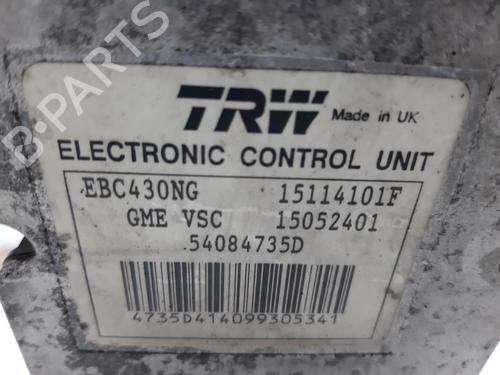 TRW Made in UK
ELECTRONIC CONTROL UNIT
EBC430NG 15114101F
GME VSC 15052401
54084735D
4735D414099305341
B-PARTS